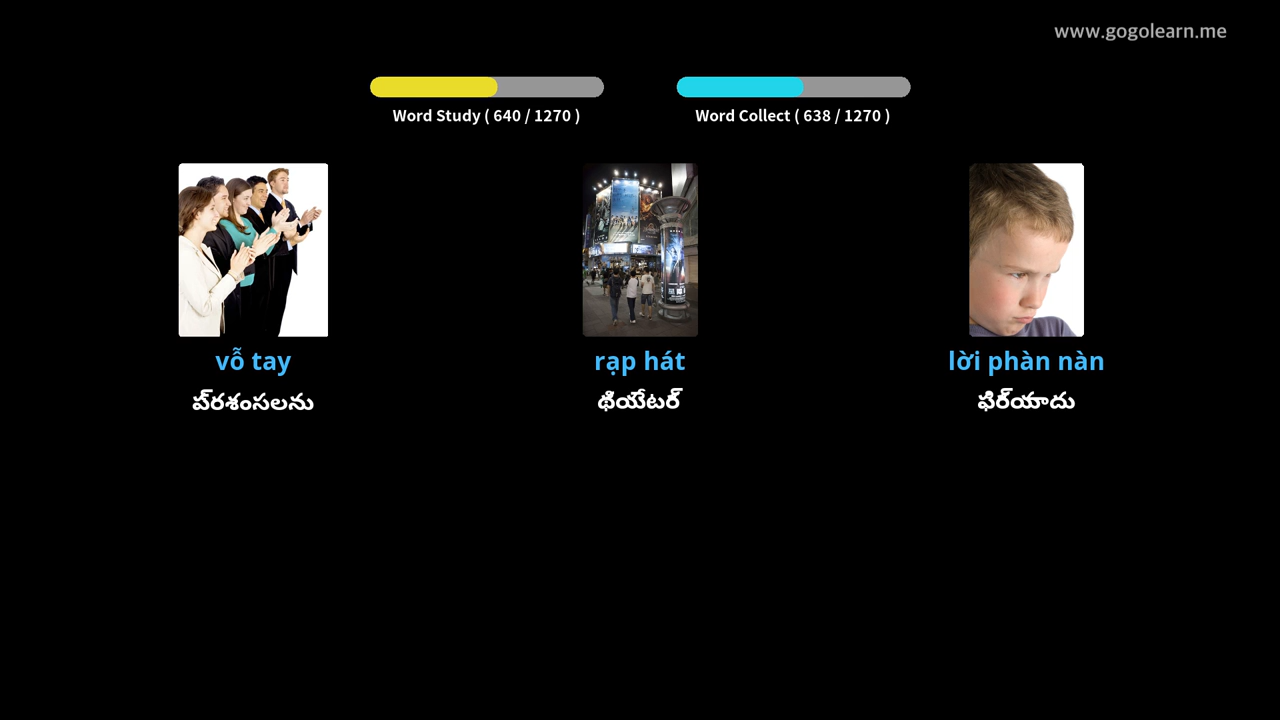 www.gogolearn.me
Word Study ( 640 / 1270 )
Word Collect ( 638 / 1270 )
vỗ tay
rạp hát
lời phàn nàn
ప్రశంసలను
థియేటర్
ఫిర్యాదు